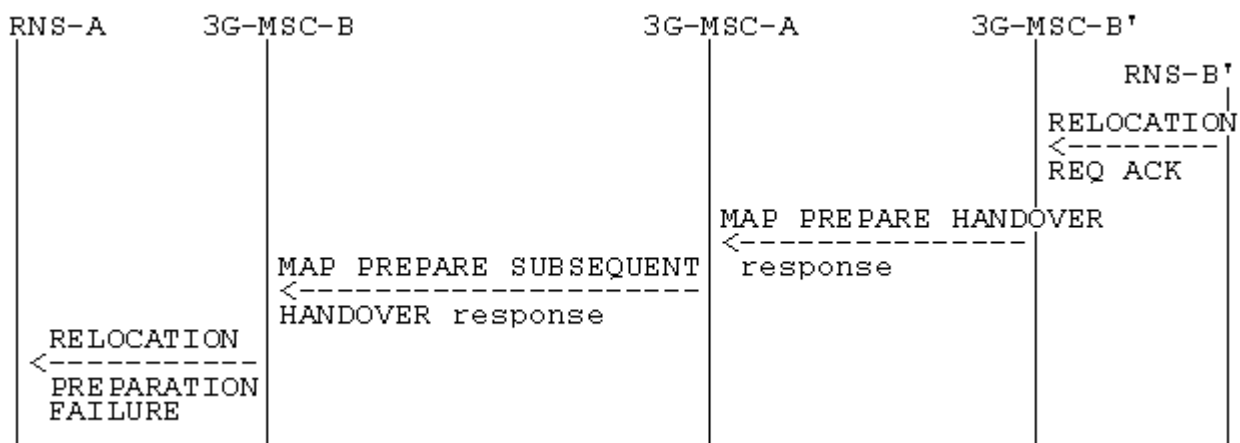 RNS-A 3G-MSC-B 3G-MSC-A 3G-MSC-B'
RNS-B'
RELOCATION
REQ ACK
MAP PREPARE HANDOVER
response
MAP PREPARE SUBSEQUENT
HANDOVER response
RELOCATION
PREPARATION
FAILURE